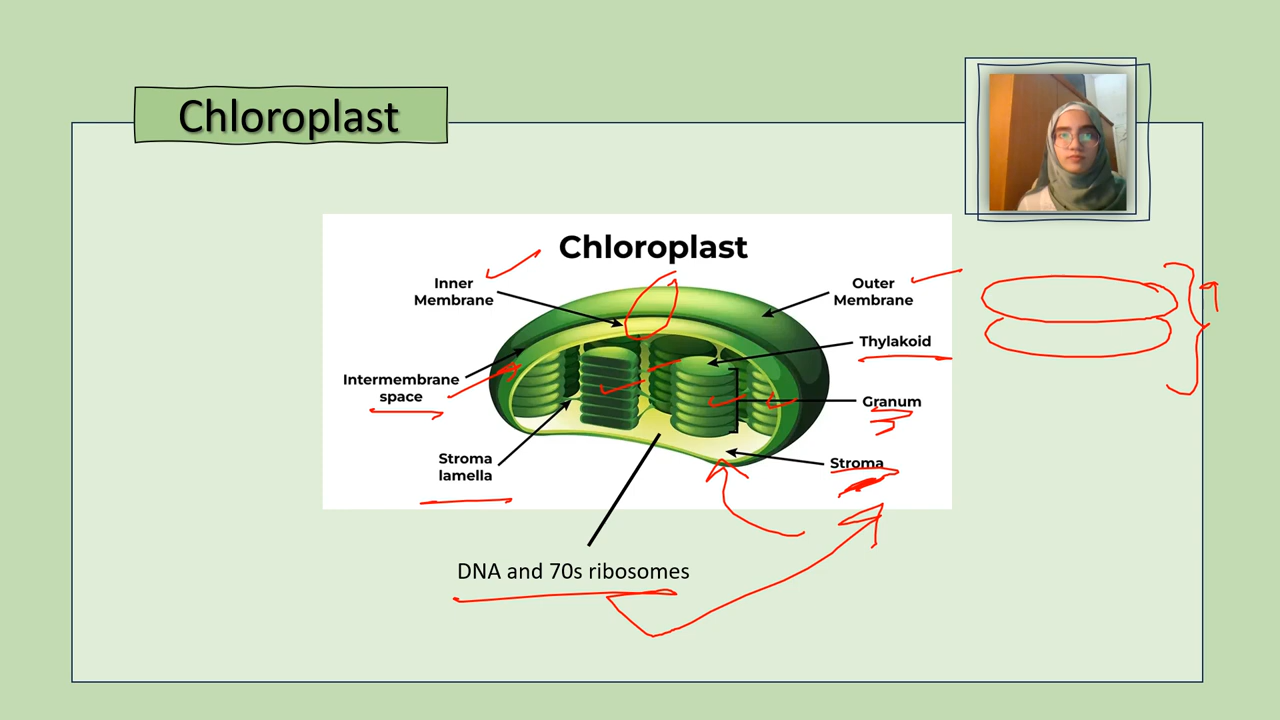 Chloroplast
Chloroplast
Inner
Membrane
Outer
Membrane
Thylakoid
Intermembrane
space
Granum
Stroma
lamella
Stroma
DNA and 70s ribosomes